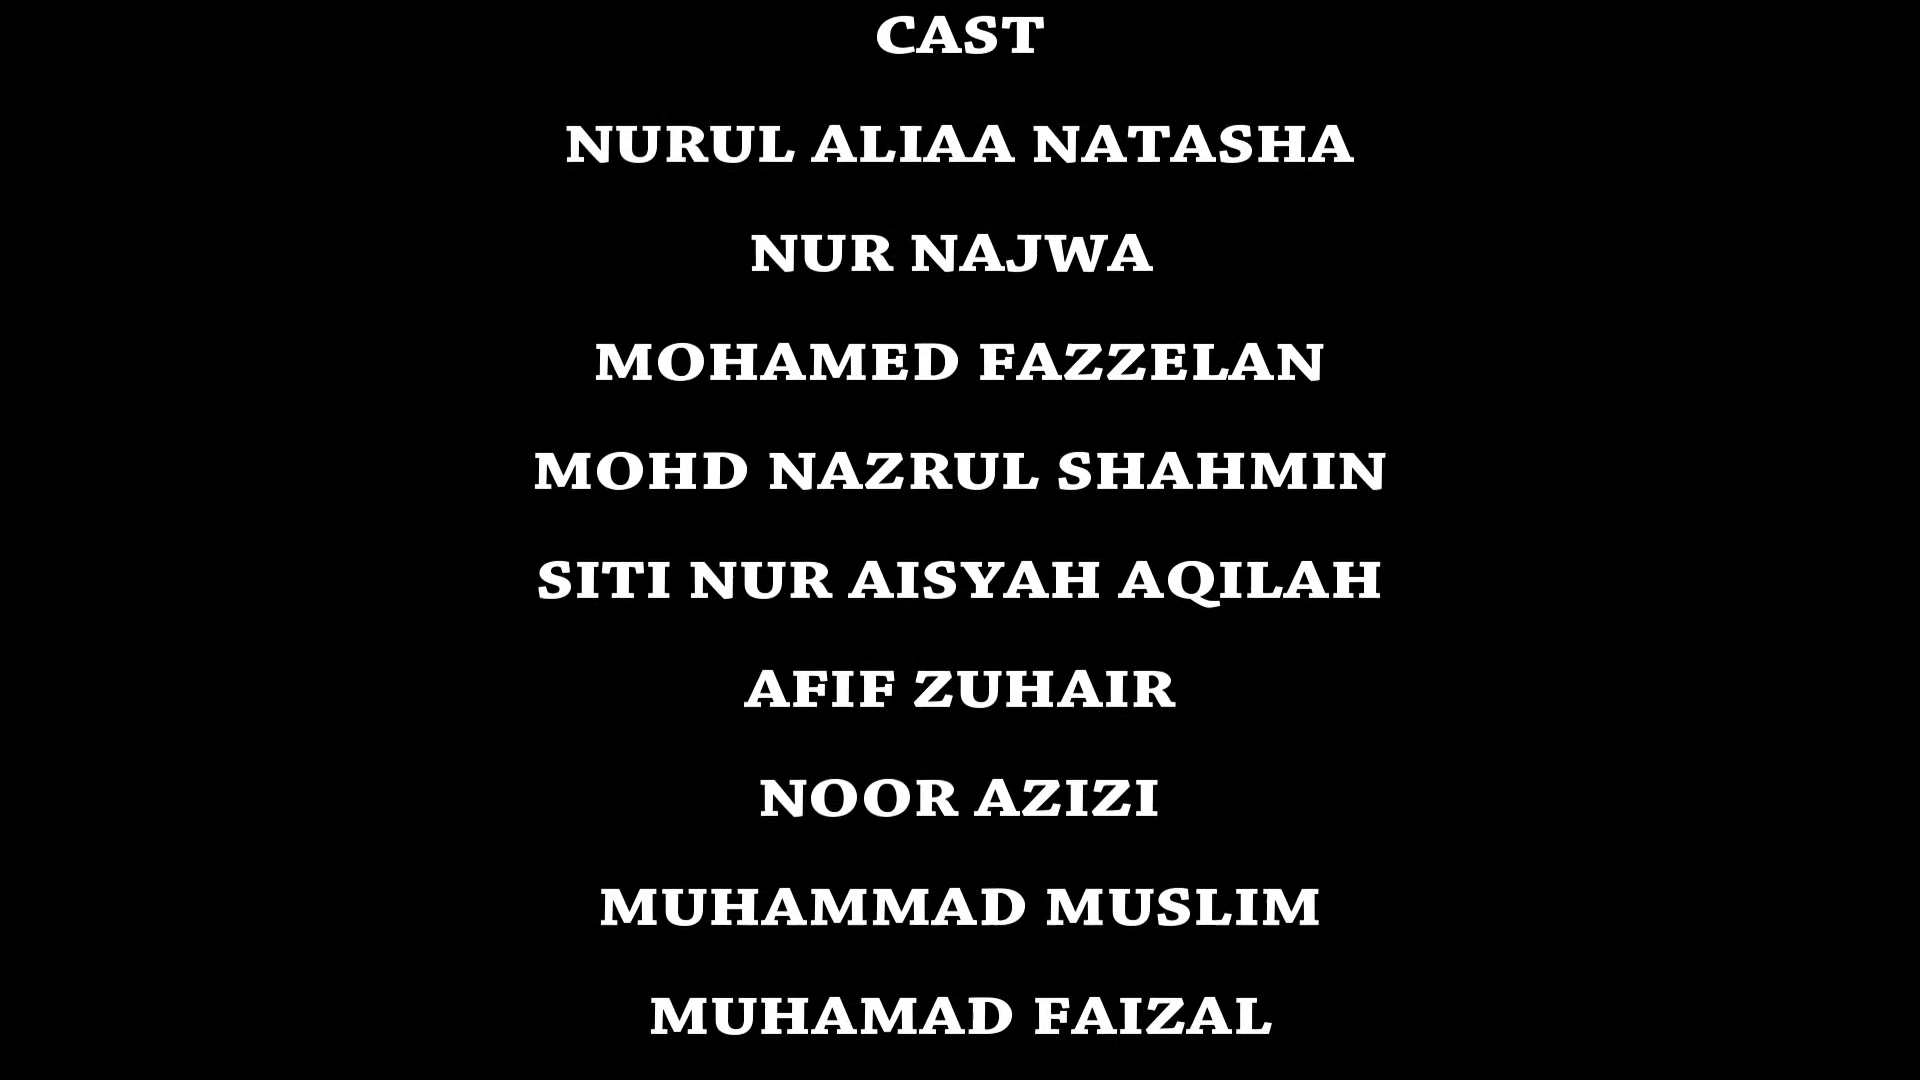 CAST
NURUL ALIAA NATASHA
NUR NAJWA
MOHAMED FAZZELAN
MOHD NAZRUL SHAHMIN
SITI NUR AISYAH AQILAH
AFIF ZUHAIR
NOOR AZIZI
MUHAMMAD MUSLIM
MUHAMAD FAIZAL